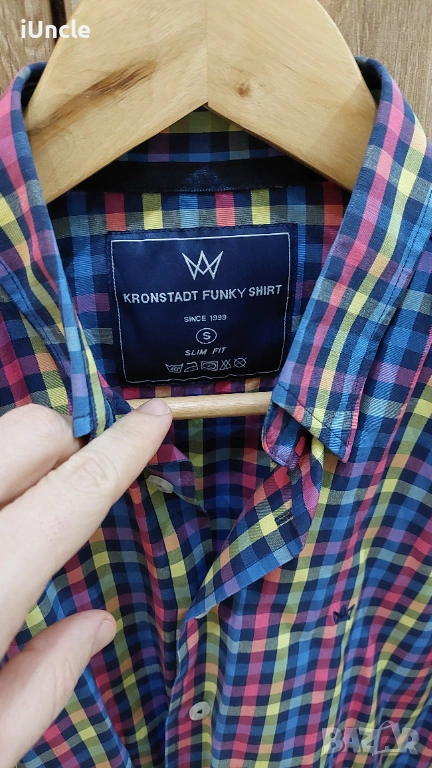 iUncle
KRONSTADT FUNKY SHIRT
SINCE 1999
S
SLIM FIT
BAZAR